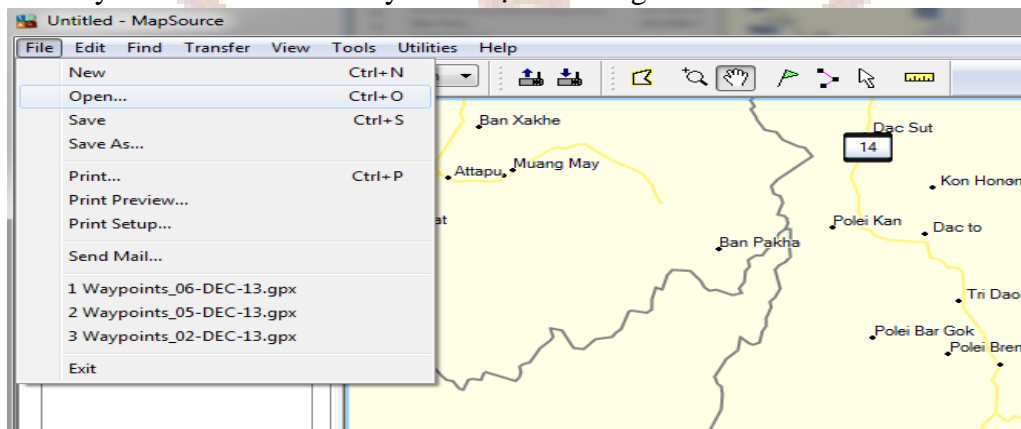 Untitled - MapSource
File Edit Find Transfer View Tools Utilities Help
New Ctrl+N
Open... Ctrl+O
Save Ctrl+S
Save As...
Print... Ctrl+P
Print Preview...
Print Setup...
Send Mail...
1 Waypoints_06-DEC-13.gpx
2 Waypoints_05-DEC-13.gpx
3 Waypoints_02-DEC-13.gpx
Exit
Ban Xakhe
Dac Sut
14
Attapu
Muang May
Kon Honon
at
Polei Kan
Dac to
Ban Pakha
Tri Dao
Polei Bar Gok
Polei Bren